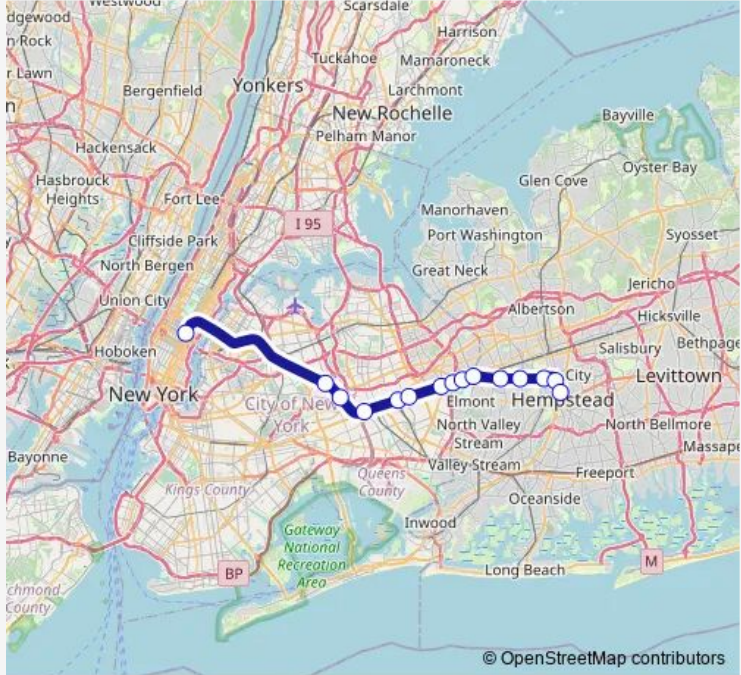 Westwood
Scarsdale
dgewood
n Rock
Harrison
Tuckahoe
Mamaroneck
r Lawn
Bergenfield
Yonkers
Larchmont
n
New Rochelle
Bayville
Pelham Manor
Hackensack
Oyster Bay
Hasbrouck
Heights
Fort Lee
Glen Cove
Manorhaven
I 95
Port Washington
Syosset
Cliffside Park
North Bergen
Great Neck
Jericho
Union City
Albertson
Hicksville
Hoboken
Salisbury
Bethpage
City
Levittown
New York
City of New
York
Elmont
Hempstead
North Valley
Stream
North Bellmore
Massape
Bayonne
Valley Stream
Queens
County
Freeport
Kings County
Oceanside
Inwood
Gateway
National
Recreation
Area
BP
Long Beach
M
chmond
County
© OpenStreetMap contributors